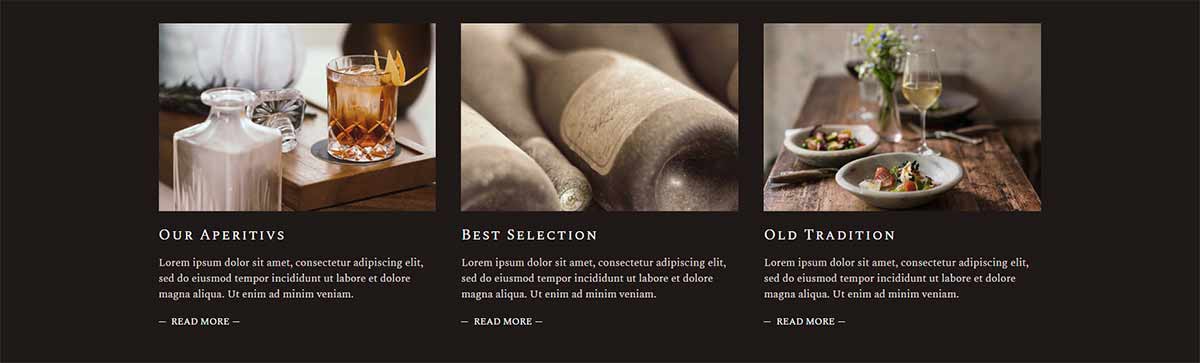 Our Aperitivs
Lorem ipsum dolor sit amet, consectetur adipiscing elit,
sed do eiusmod tempor incididunt ut labore et dolore
magna aliqua. Ut enim ad minim veniam.
— READ MORE —
Best Selection
Lorem ipsum dolor sit amet, consectetur adipiscing elit,
sed do eiusmod tempor incididunt ut labore et dolore
magna aliqua. Ut enim ad minim veniam.
— READ MORE —
Old Tradition
Lorem ipsum dolor sit amet, consectetur adipiscing elit,
sed do eiusmod tempor incididunt ut labore et dolore
magna aliqua. Ut enim ad minim veniam.
— READ MORE —